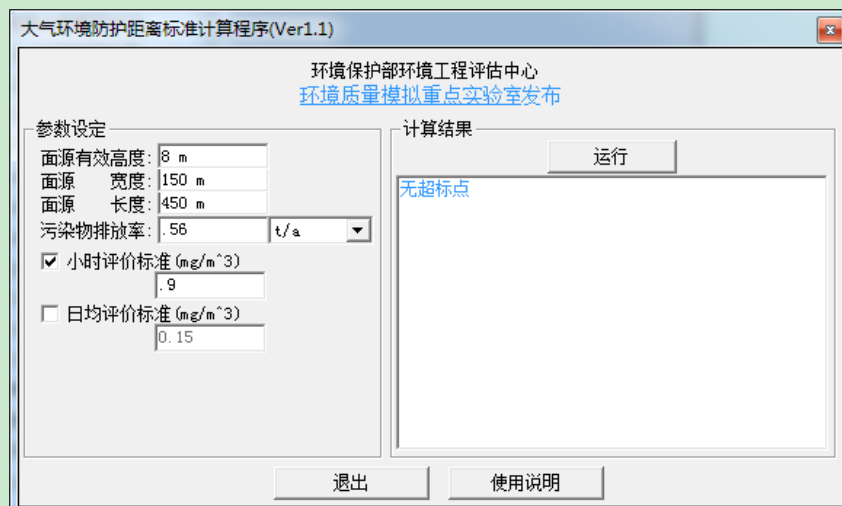 大气环境防护距离标准计算程序(Ver1.1)
x
环境保护部环境工程评估中心
环境质量模拟重点实验室发布
参数设定
面源有效高度: 8 m
面源 宽度: 150 m
面源 长度: 450 m
污染物排放率: .56 t/a
小时评价标准(mg/m^3)
.9
日均评价标准(mg/m^3)
0.15
计算结果
运行
无超标点
退出
使用说明